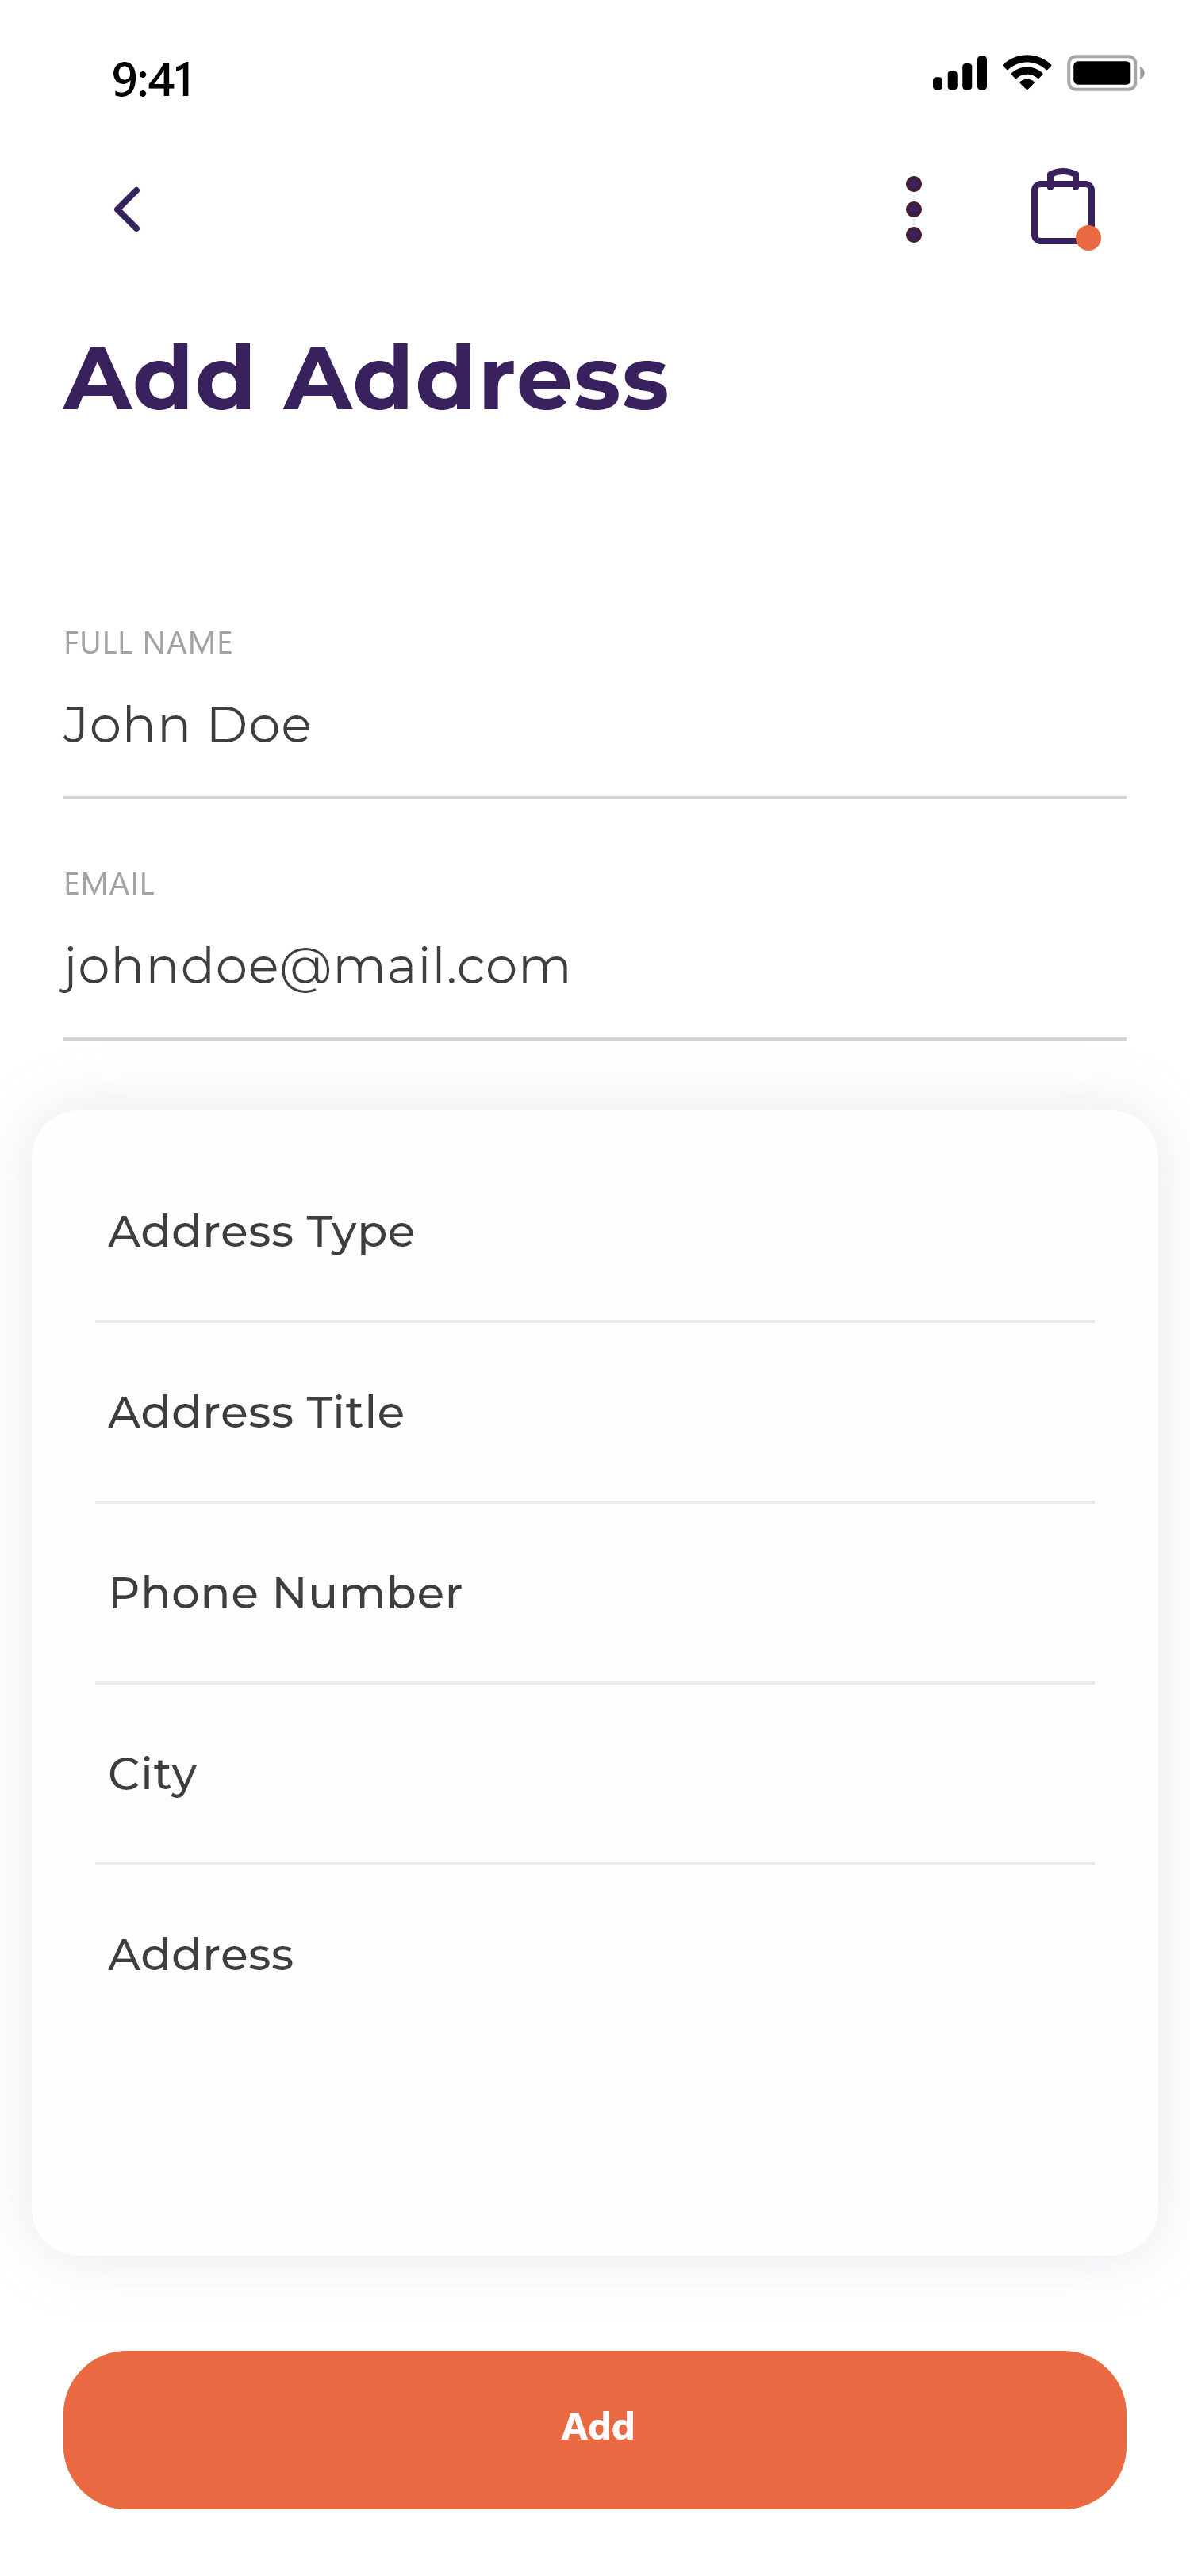 9:41
Add Address
FULL NAME
John Doe
EMAIL
johndoe@mail.com
Address Type
Address Title
Phone Number
City
Address
Add